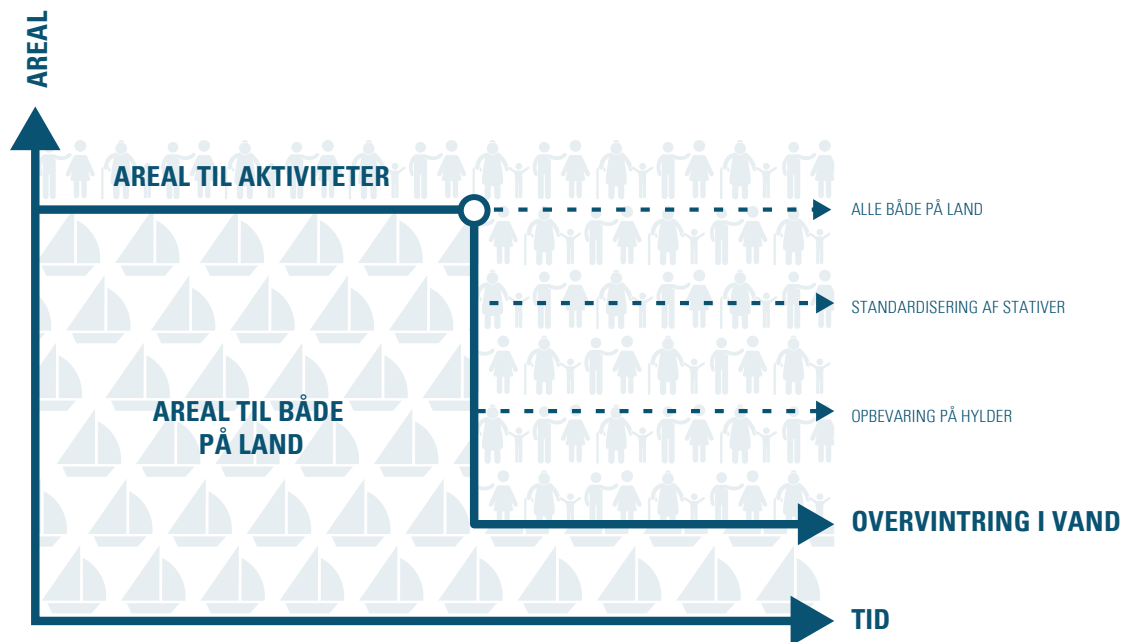 AREAL
AREAL TIL AKTIVITETER
ALLE BÅDE PÅ LAND
STANDARDISERING AF STATIVER
AREAL TIL BÅDE
PÅ LAND
OPBEVARING PÅ HYLDER
OVERVINTRING I VAND
TID